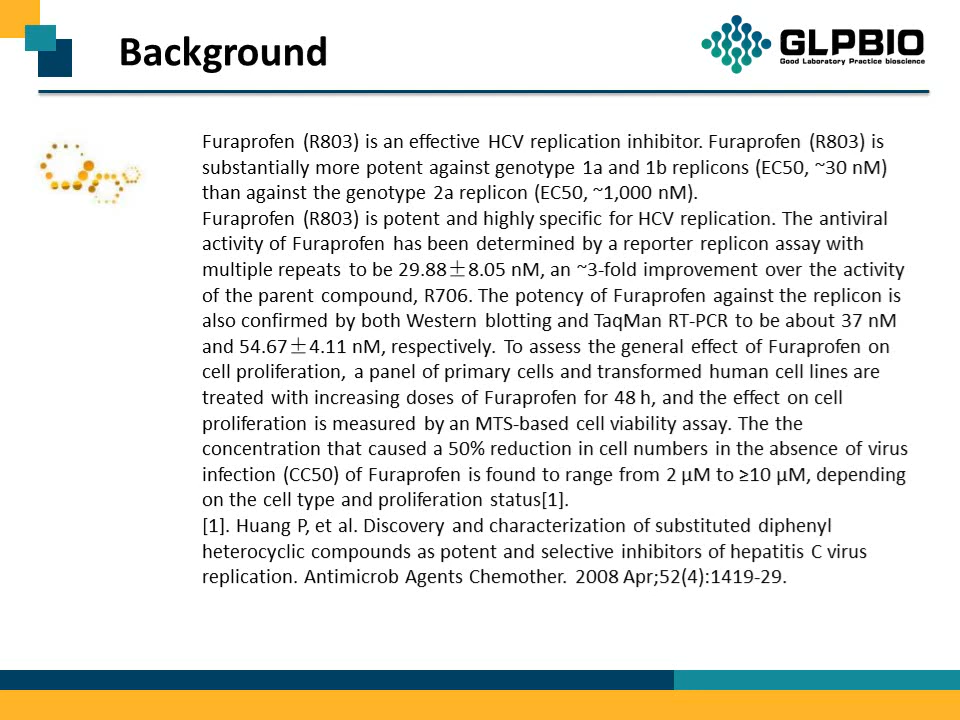 Background
GLPBIO
Good Laboratory Practice bioscience
Furaprofen (R803) is an effective HCV replication inhibitor. Furaprofen (R803) is
substantially more potent against genotype 1a and 1b replicons (EC50, ~30 nM)
than against the genotype 2a replicon (EC50, ~1,000 nM).
Furaprofen (R803) is potent and highly specific for HCV replication. The antiviral
activity of Furaprofen has been determined by a reporter replicon assay with
multiple repeats to be 29.88±8.05 nM, an ~3-fold improvement over the activity
of the parent compound, R706. The potency of Furaprofen against the replicon is
also confirmed by both Western blotting and TaqMan RT-PCR to be about 37 nM
and 54.67±4.11 nM, respectively. To assess the general effect of Furaprofen on
cell proliferation, a panel of primary cells and transformed human cell lines are
treated with increasing doses of Furaprofen for 48 h, and the effect on cell
proliferation is measured by an MTS-based cell viability assay. The the
concentration that caused a 50% reduction in cell numbers in the absence of virus
infection (CC50) of Furaprofen is found to range from 2 μM to ≥10 μM, depending
on the cell type and proliferation status[1].
[1]. Huang P, et al. Discovery and characterization of substituted diphenyl
heterocyclic compounds as potent and selective inhibitors of hepatitis C virus
replication. Antimicrob Agents Chemother. 2008 Apr;52(4):1419-29.